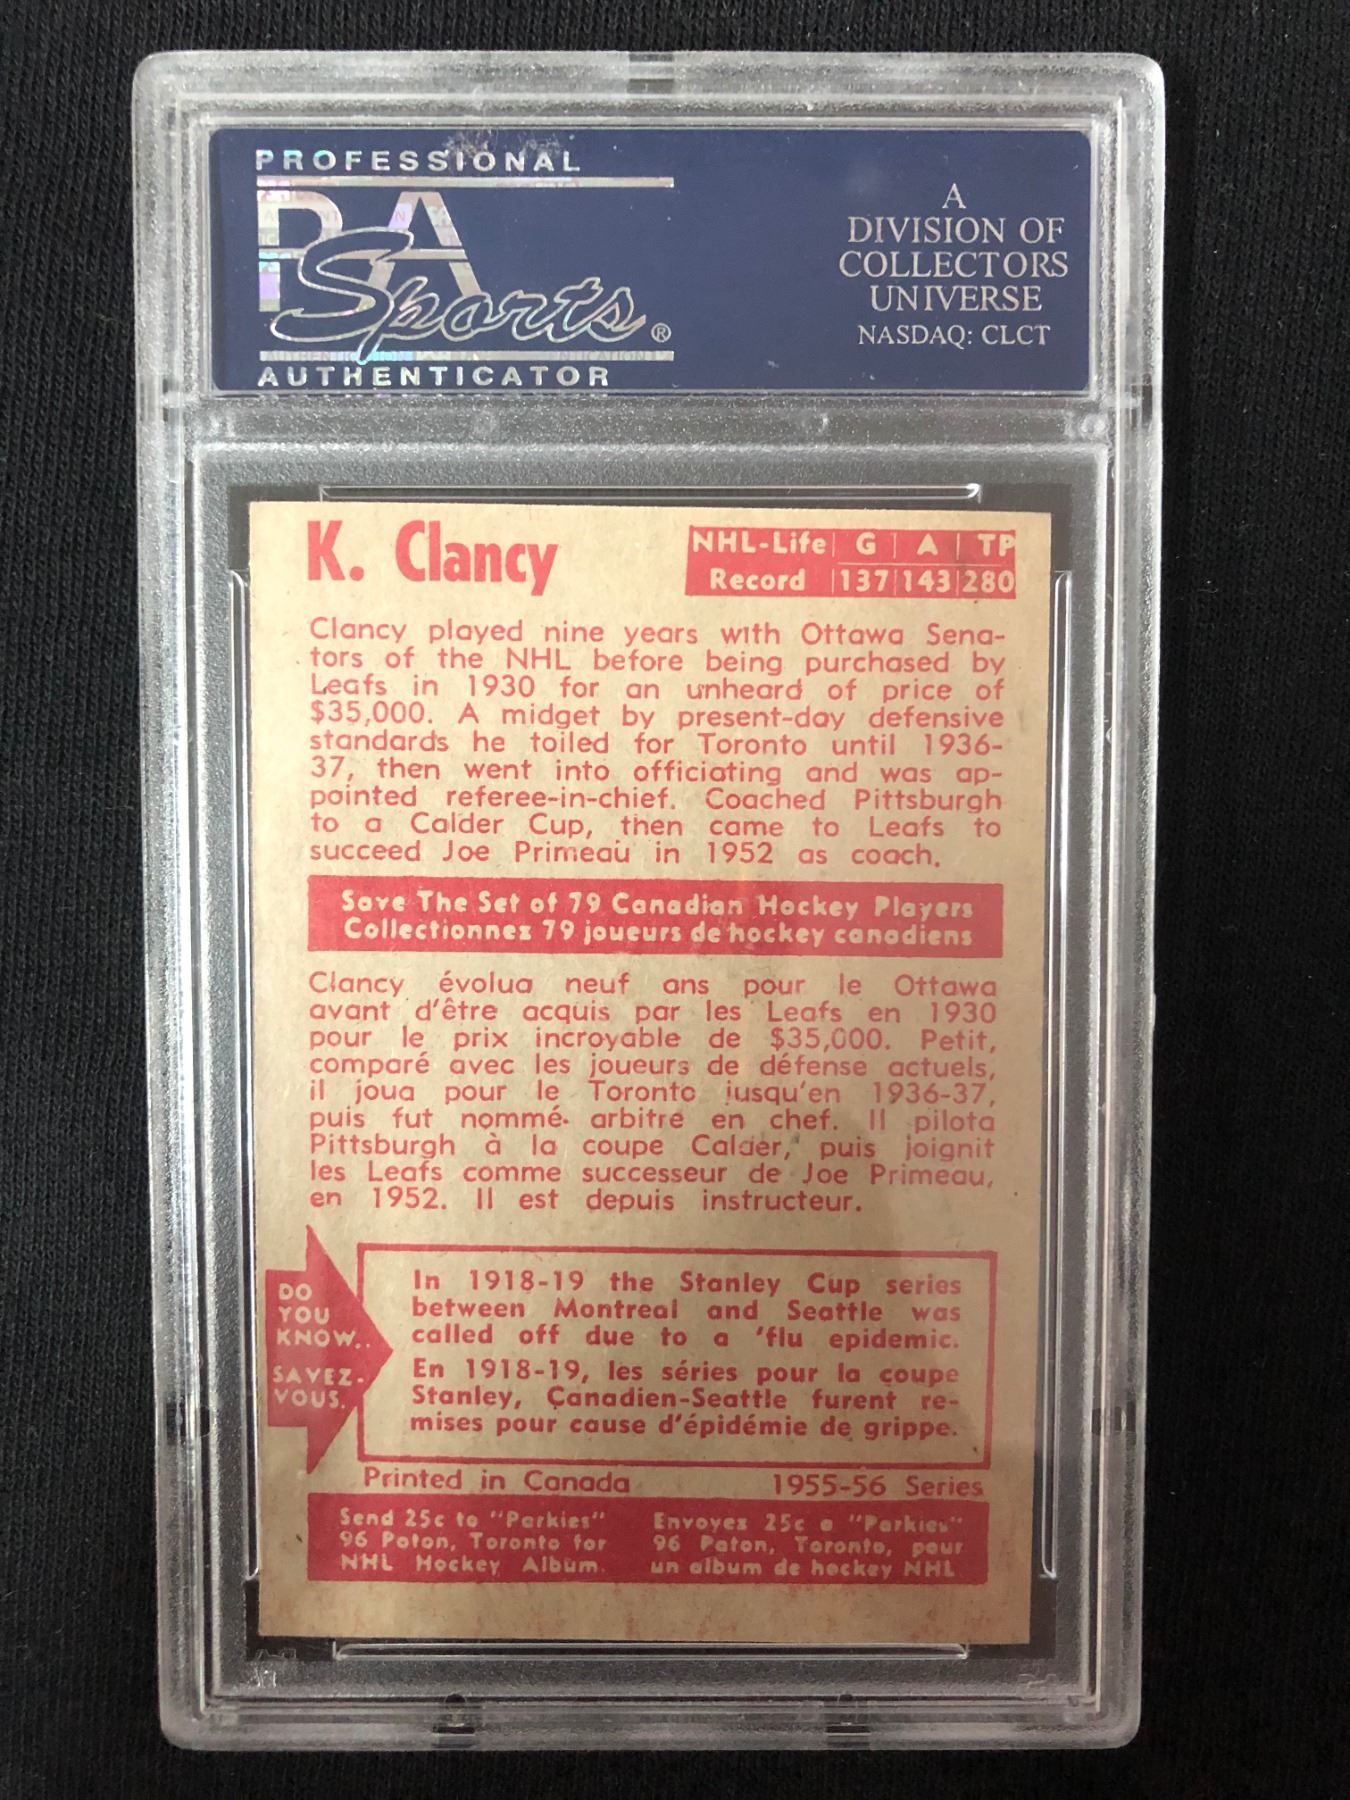 PROFESSIONAL
PSA
Sports®
AUTHENTICATOR
A
DIVISION OF
COLLECTORS
UNIVERSE
NASDAQ: CLCT
K. Clancy
NHL-Life G A TP
Record 137 143 280
Clancy played nine years with Ottawa Sena-
tors of the NHL before being purchased by
Leafs in 1930 for an unheard of price of
$35,000. A midget by present-day defensive
standards he toiled for Toronto until 1936-
37, then went into officiating and was ap-
pointed referee-in-chief. Coached Pittsburgh
to a Calder Cup, then came to Leafs to
succeed Joe Primeau in 1952 as coach.
Save The Set of 79 Canadian Hockey Players
Collectionnez 79 joueurs de hockey canadiens
Clancy évolua neuf ans pour le Ottawa
avant d'être acquis par les Leafs en 1930
pour le prix incroyable de $35,000. Petit,
comparé avec les joueurs de défense actuels,
il joua pour le Toronto jusqu'en 1936-37,
puis fut nommé arbitre en chef. Il pilota
Pittsburgh à la coupe Calder, puis joignit
les Leafs comme successeur de Joe Primeau,
en 1952. Il est depuis instructeur.
DO
YOU
KNOW..
SAVEZ-
VOUS.
In 1918-19 the Stanley Cup series
between Montreal and Seattle was
called off due to a 'flu epidemic.
En 1918-19, les séries pour la coupe
Stanley, Canadien-Seattle furent re-
mises pour cause d'épidémie de grippe.
Printed in Canada 1955-56 Series
Send 25c to "Parkies"
96 Paton, Toronto for
NHL Hockey Album.
Envoyez 25c a "Parkies"
96 Paton, Toronto, pour
un album de hockey NHL